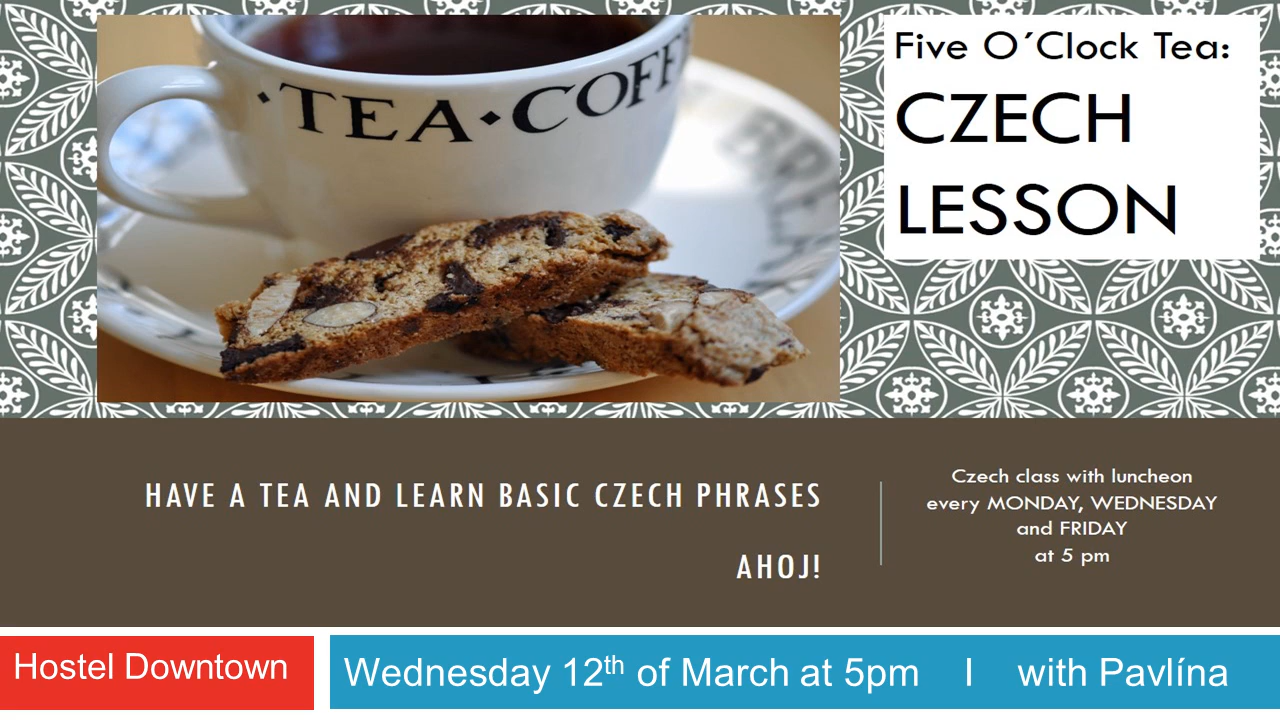 ·TEA·COFF
BREA
Five O´Clock Tea:
CZECH
LESSON
HAVE A TEA AND LEARN BASIC CZECH PHRASES
AHOJ!
Czech class with luncheon
every MONDAY, WEDNESDAY
and FRIDAY
at 5 pm
Hostel Downtown
Wednesday 12th of March at 5pm I with Pavlína